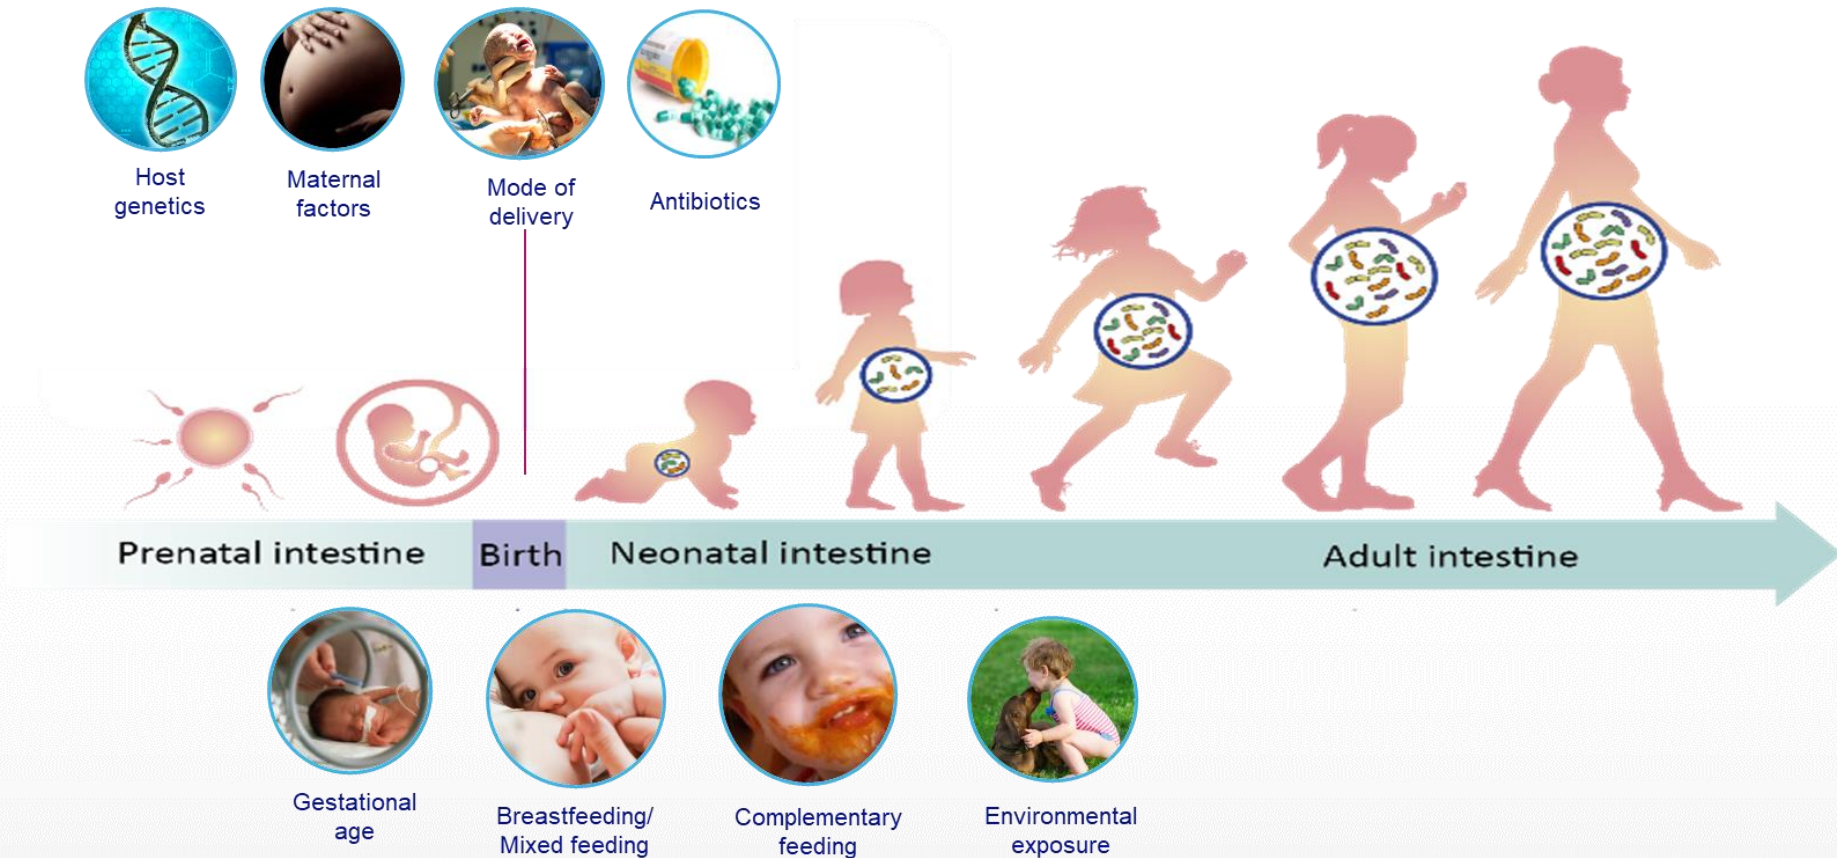 Host
genetics
Maternal
factors
Mode of
delivery
Antibiotics
Prenatal intestine
Birth
Neonatal intestine
Adult intestine
Gestational
age
Breastfeeding/
Mixed feeding
Complementary
feeding
Environmental
exposure